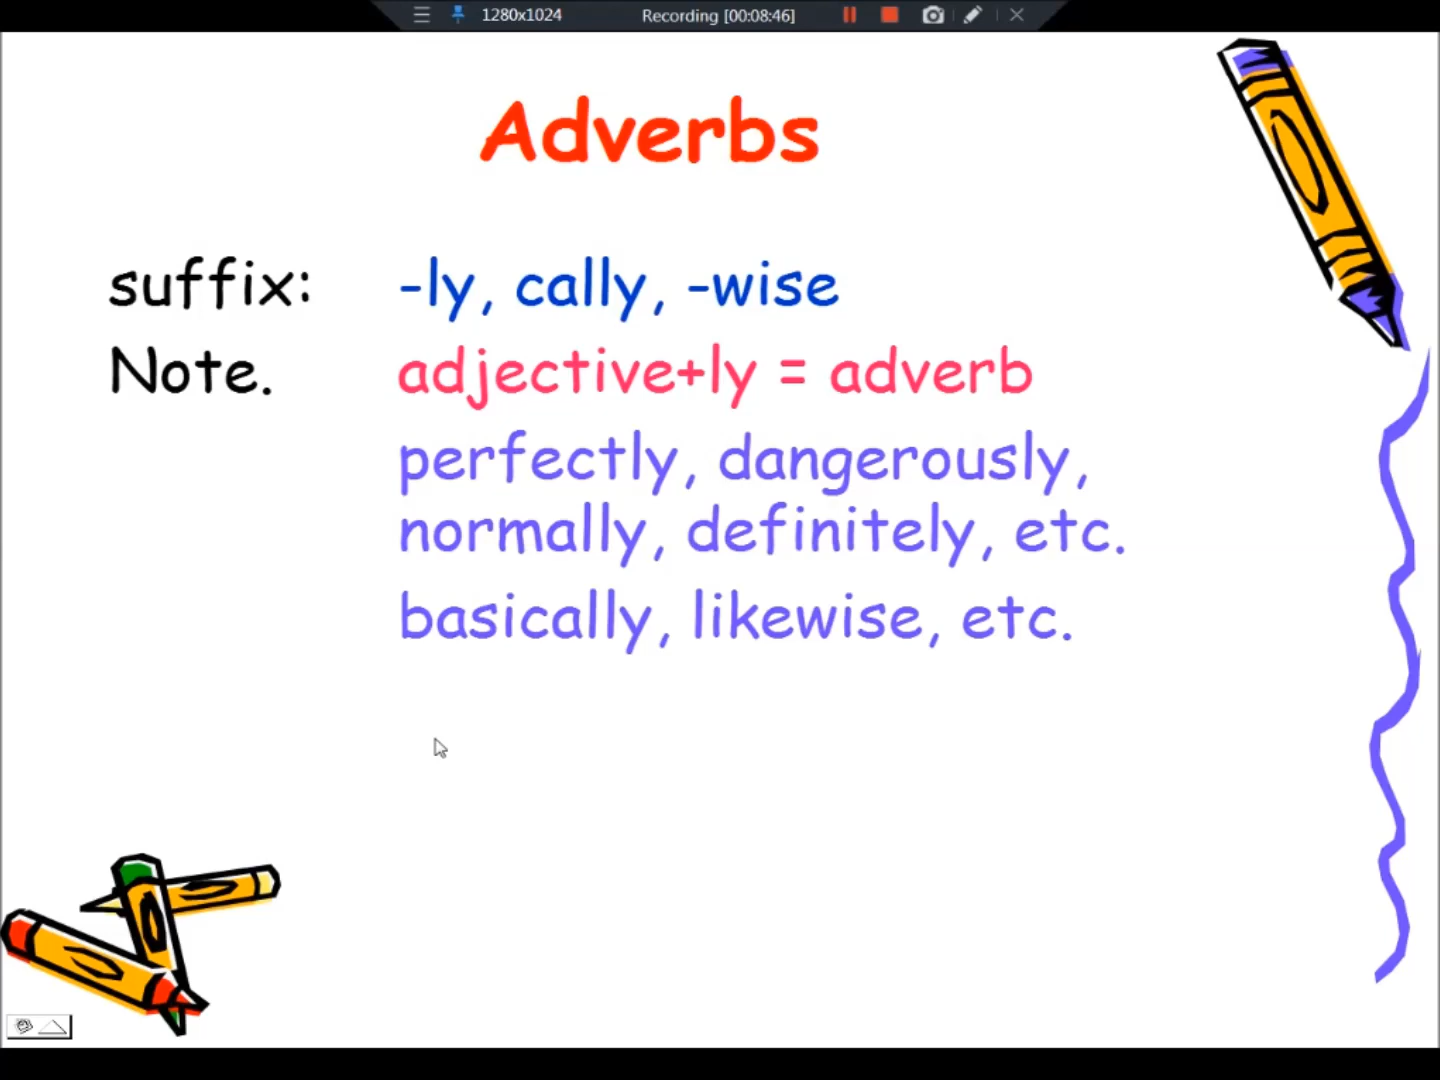 1280x1024 Recording [00:08:46]
Adverbs
suffix: -ly, cally, -wise
Note. adjective+ly = adverb
perfectly, dangerously,
normally, definitely, etc.
basically, likewise, etc.